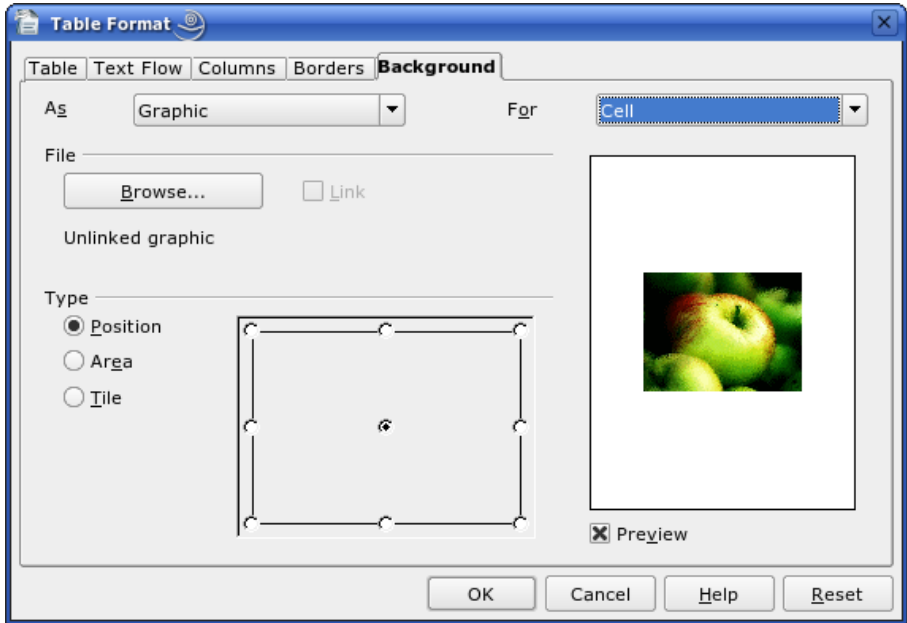 Table Format
Table Text Flow Columns Borders Background
As Graphic For Cell
File
Browse... Link
Unlinked graphic
Type
Position
Area
Tile
Preview
OK Cancel Help Reset